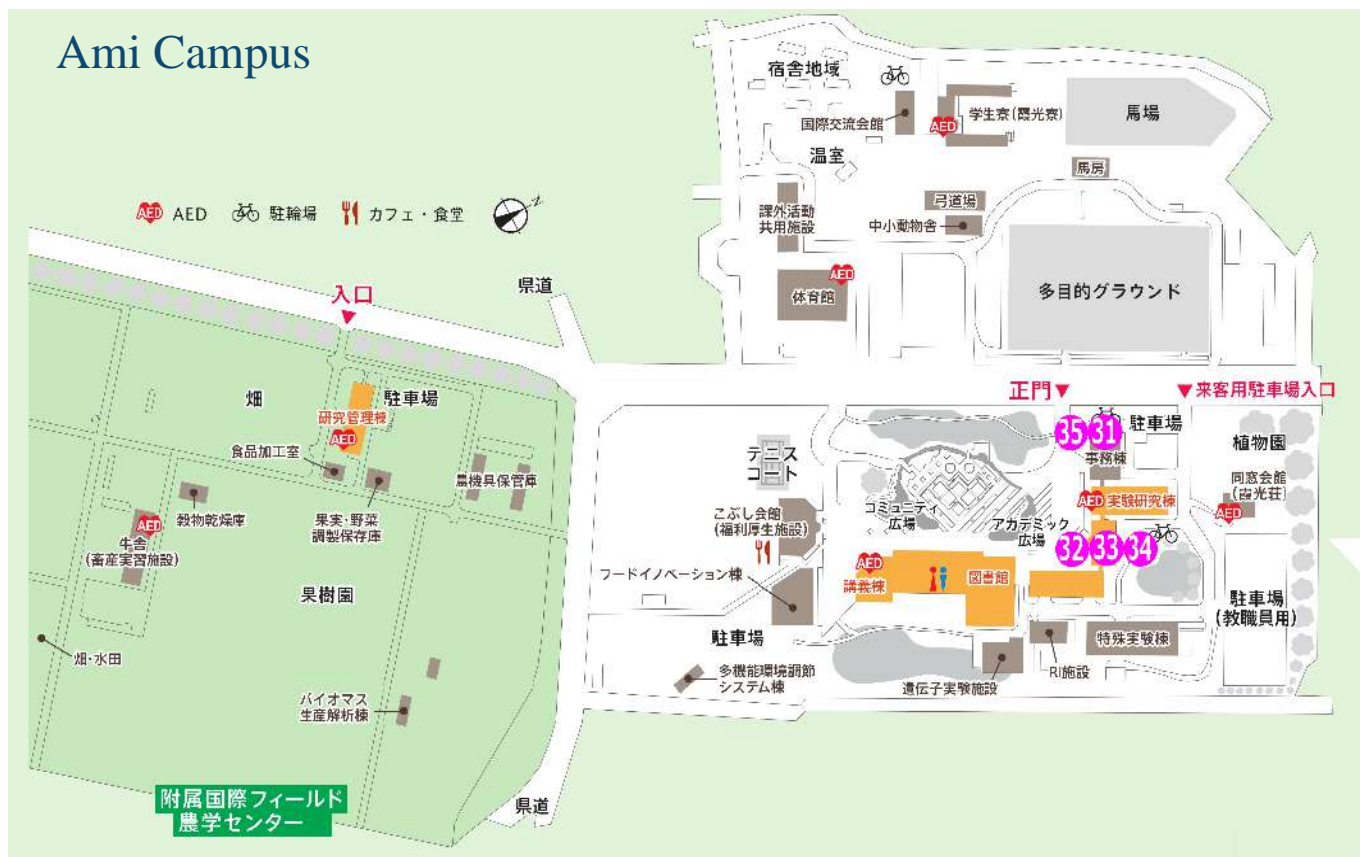 Ami Campus
宿舎地域
国際交流会館
AED
学生寮(霞光寮)
馬場
温室
馬房
AED AED
駐輪場
カフェ・食堂
N
課外活動
共用施設
弓道場
中小動物舎
AED
体育館
多目的グラウンド
県道
入口
正門
来客用駐車場入口
畑
駐車場
研究管理棟
AED
食品加工室
農機具保管庫
穀物乾燥庫
果実・野菜
調製保存庫
AED
牛舎
(畜産実習施設)
果樹園
畑・水田
バイオマス
生産解析棟
附属国際フィールド
農学センター
県道
テニス
コート
こぶし会館
(福利厚生施設)
フードイノベーション棟
駐車場
多機能環境調節
システム棟
コミュニティ
広場
アカデミック
広場
AED
講義棟
図書館
35
31
駐車場
事務棟
AED
実験研究棟
32
33
34
植物園
同窓会館
(霞光荘)
AED
駐車場
(教職員用)
特殊実験棟
RI施設
遺伝子実験施設